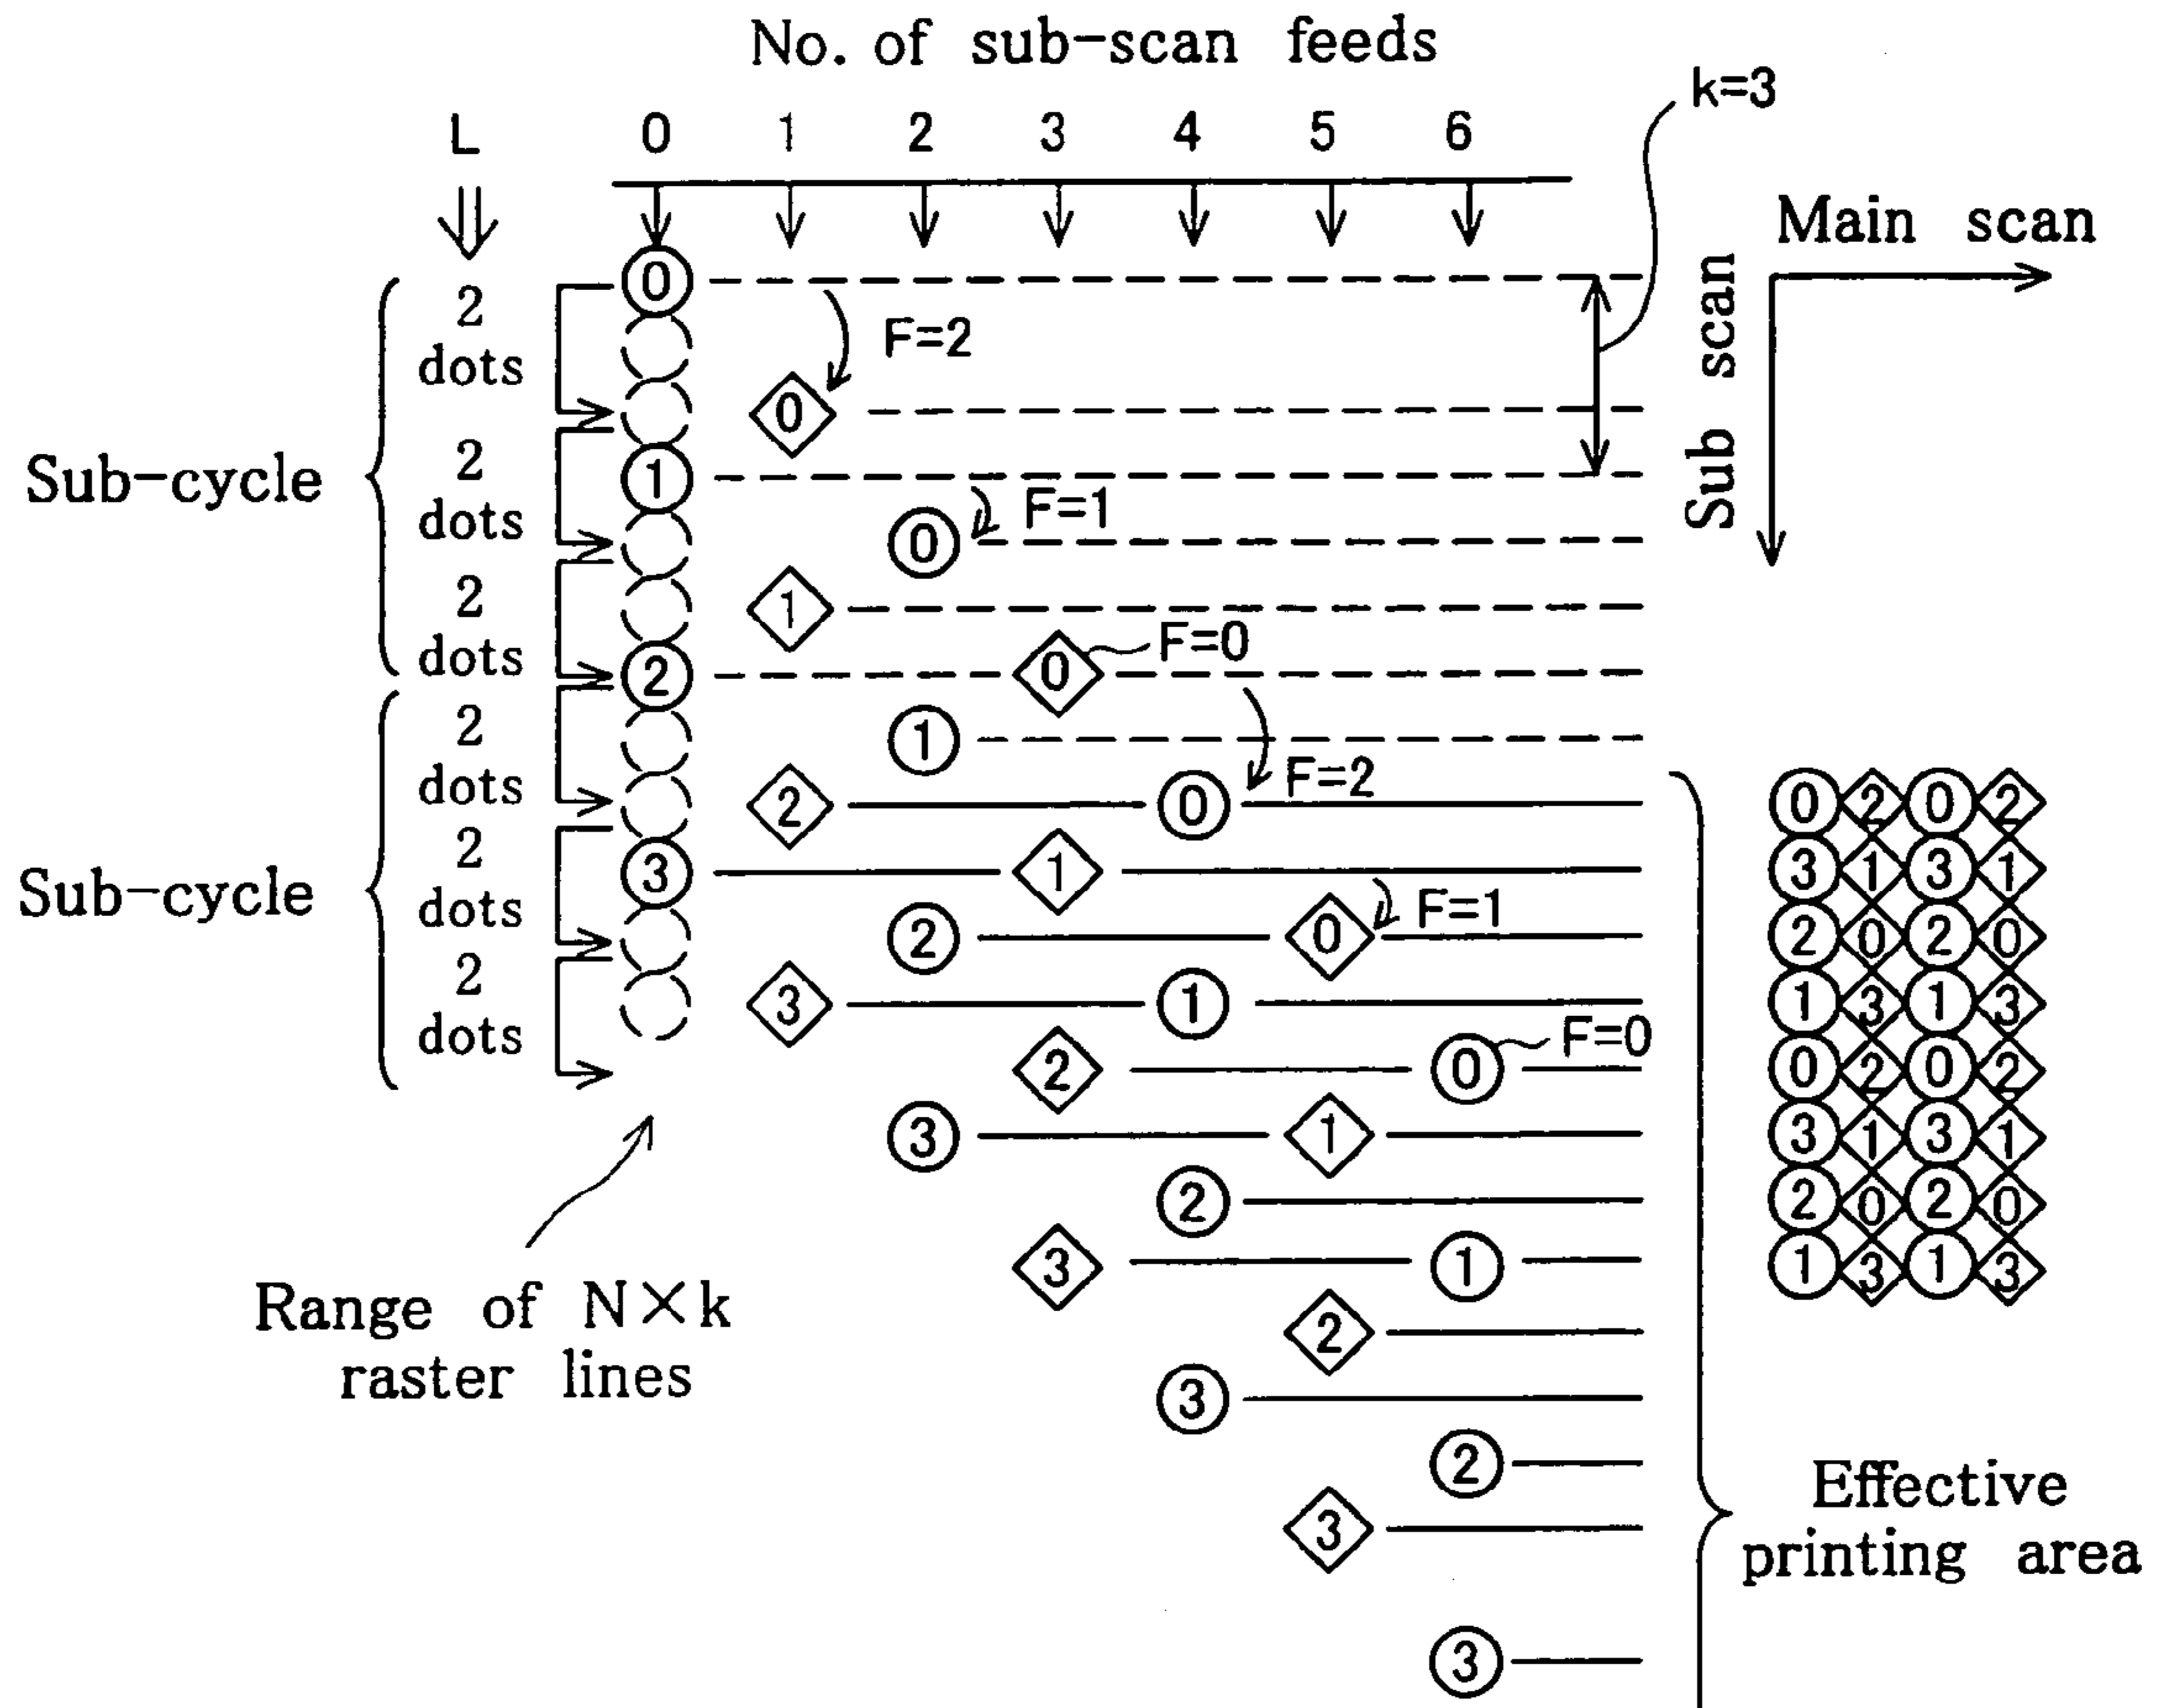 No. of sub-scan feeds
k=3
L 0 1 2 3 4 5 6
Main scan
Sub scan
0
2
dots
F=2
0
Sub-cycle
2
dots
1
F=1
0
2
dots
1
F=0
2
0
2
dots
1
F=2
2
0
0 2 0 2
Sub-cycle
2
dots
3
1
3 1 3 1
F=1
2
0
2 0 2 0
2
dots
3
1
1 3 1 3
F=0
2
0
0 2 0 2
3
1
3 1 3 1
2
2 0 2 0
3
1
1 3 1 3
Range of N×k
raster lines
2
3
2
3
Effective
printing area
3